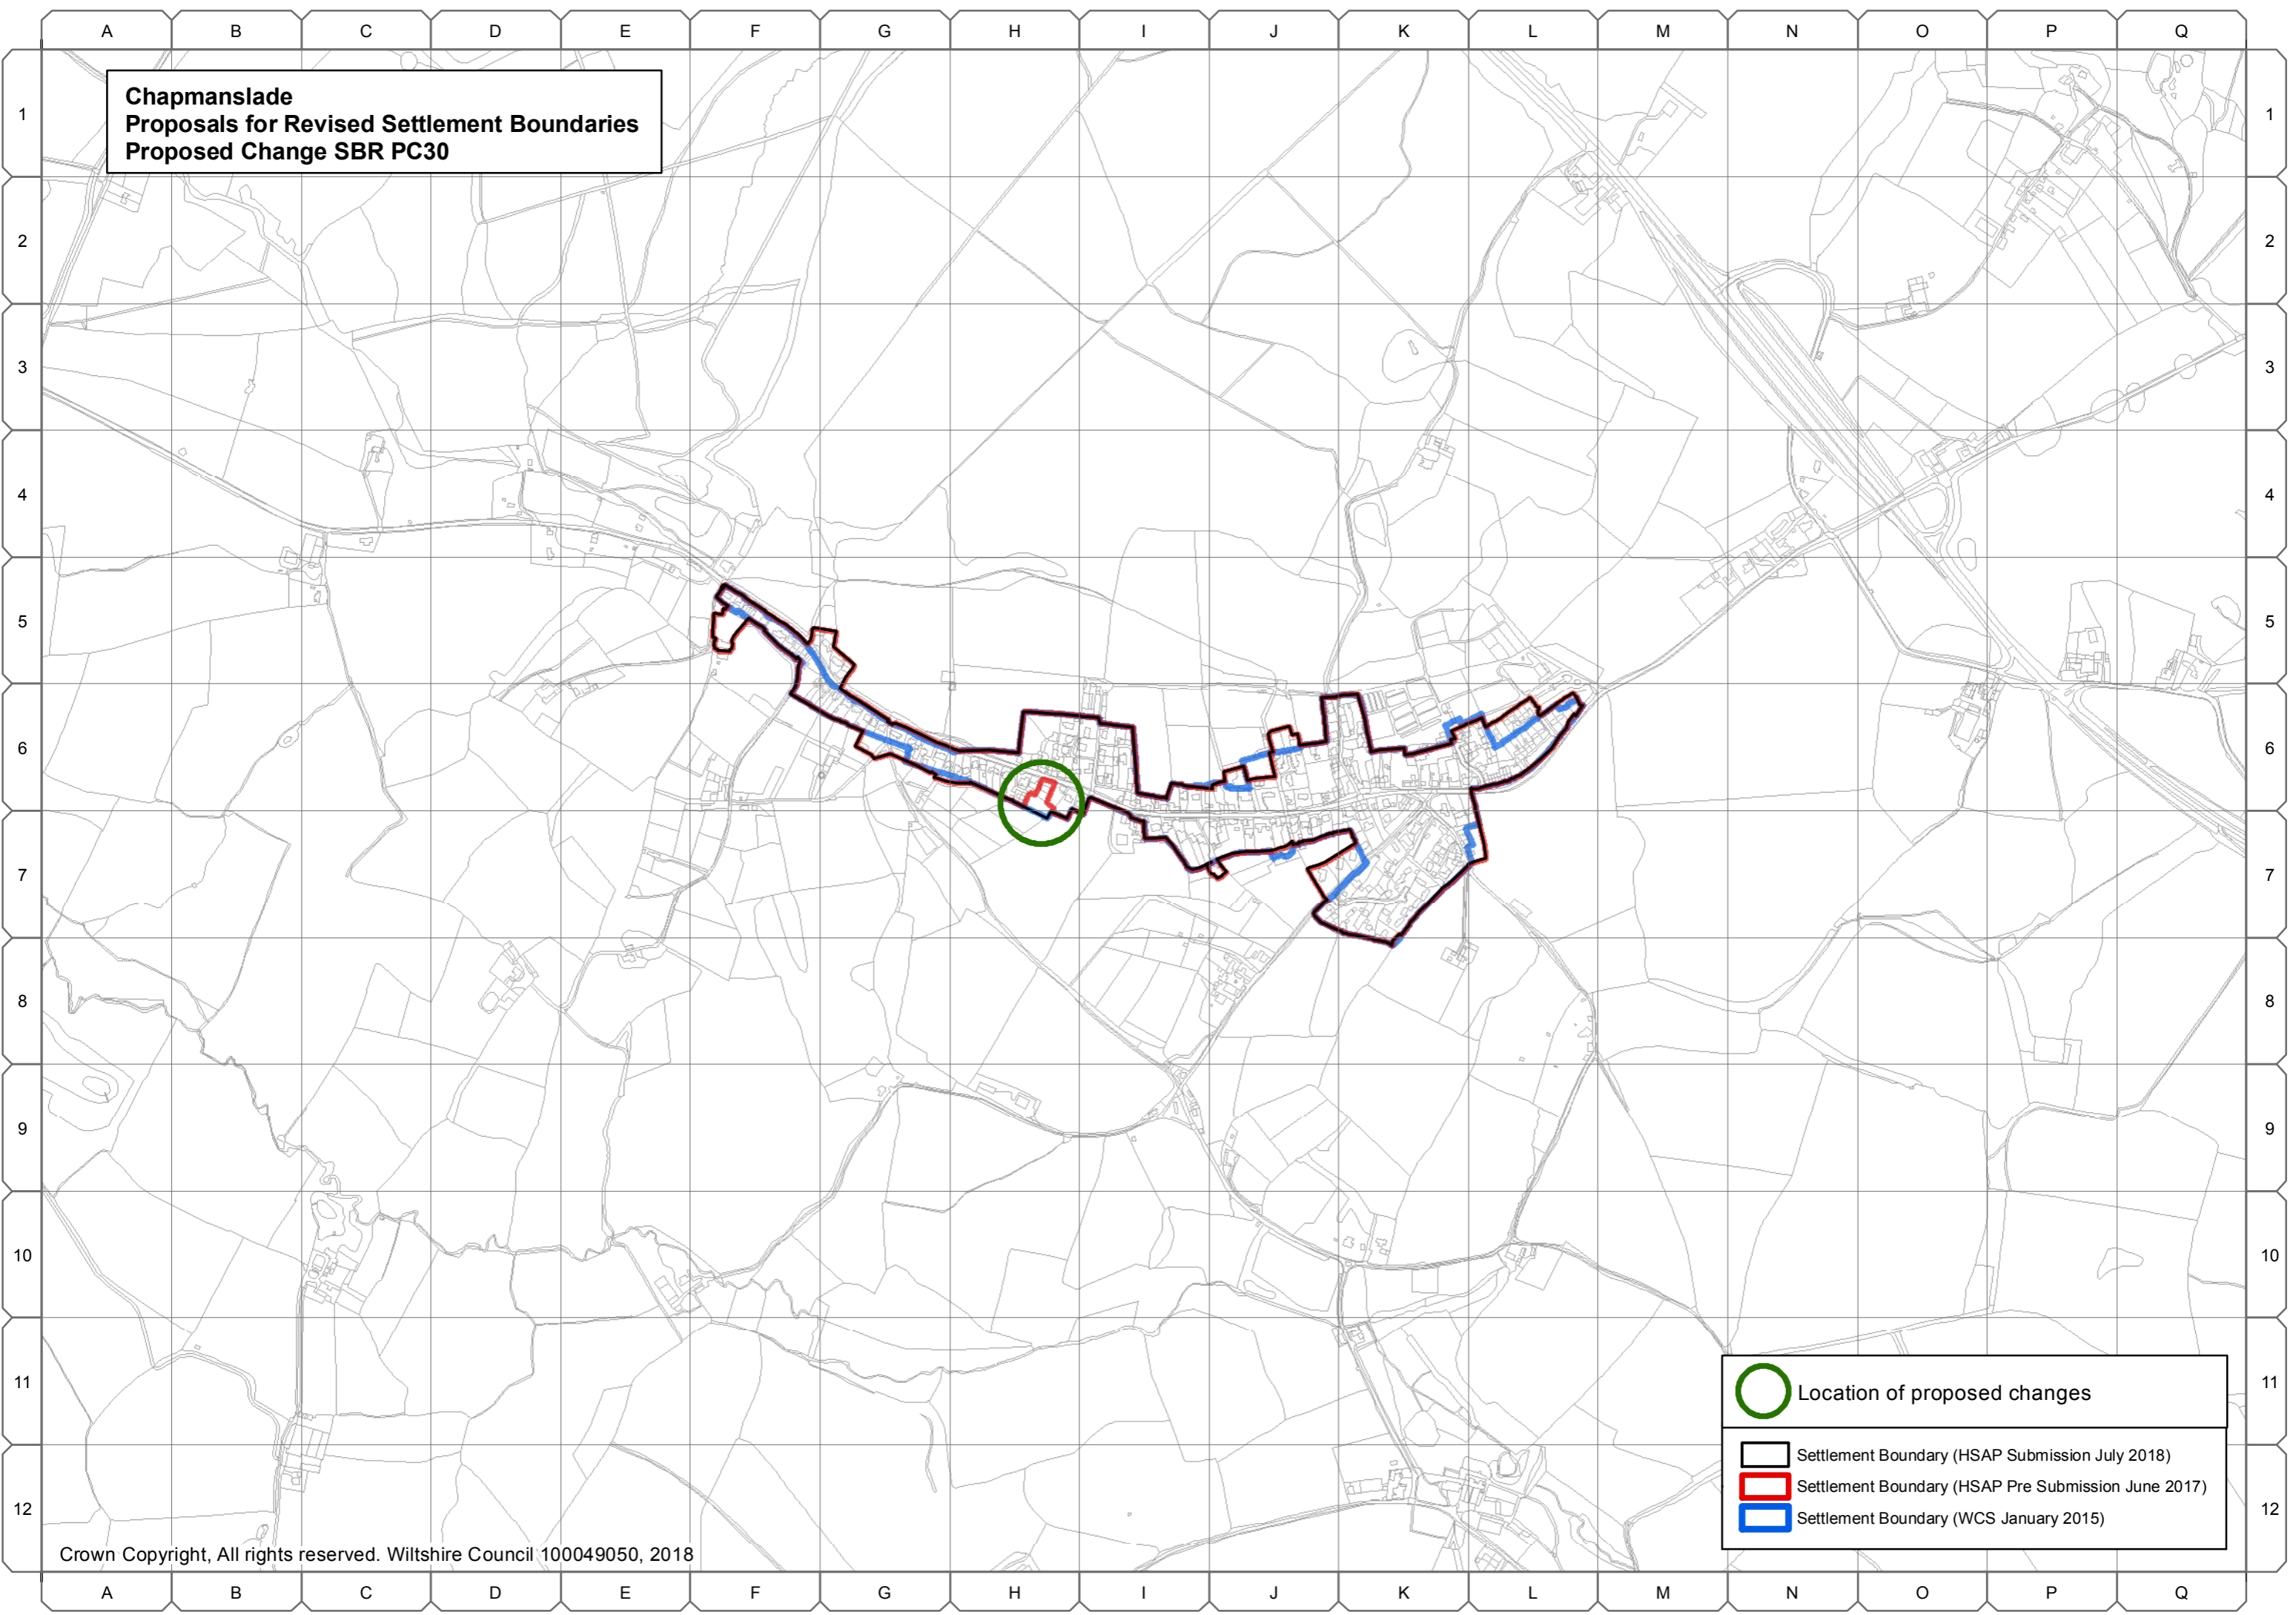 A B C D E F G H I J K L M N O P Q
Chapmanslade
Proposals for Revised Settlement Boundaries
Proposed Change SBR PC30
1 1
2 2
3 3
4 4
5 5
6 6
7 7
8 8
9 9
10 10
11 11
Location of proposed changes
Settlement Boundary (HSAP Submission July 2018)
Settlement Boundary (HSAP Pre Submission June 2017)
12 12
Settlement Boundary (WCS January 2015)
Crown Copyright, All rights reserved. Wiltshire Council 100049050, 2018
A B C D E F G H I J K L M N O P Q